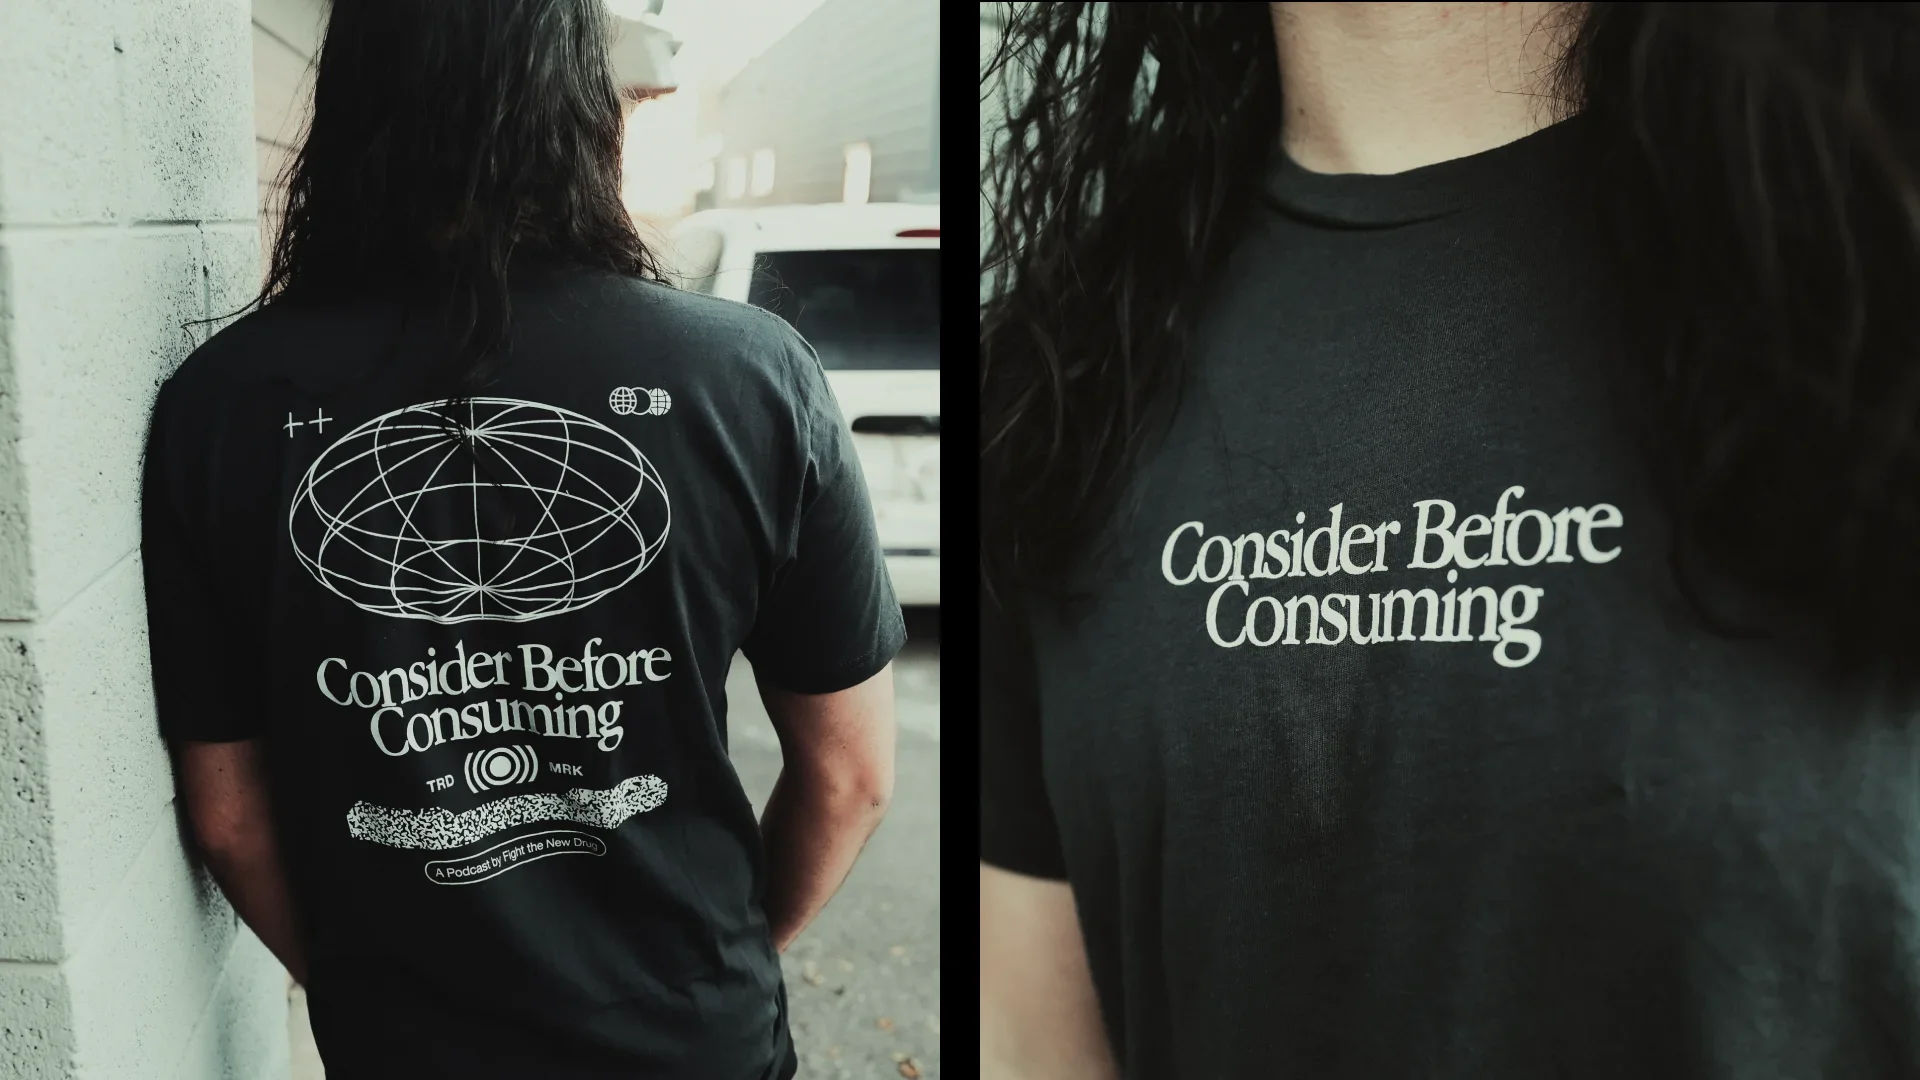 ++
Consider Before
Consuming
TRD MRK
A Podcast by Fight the New Drug
Consider Before
Consuming